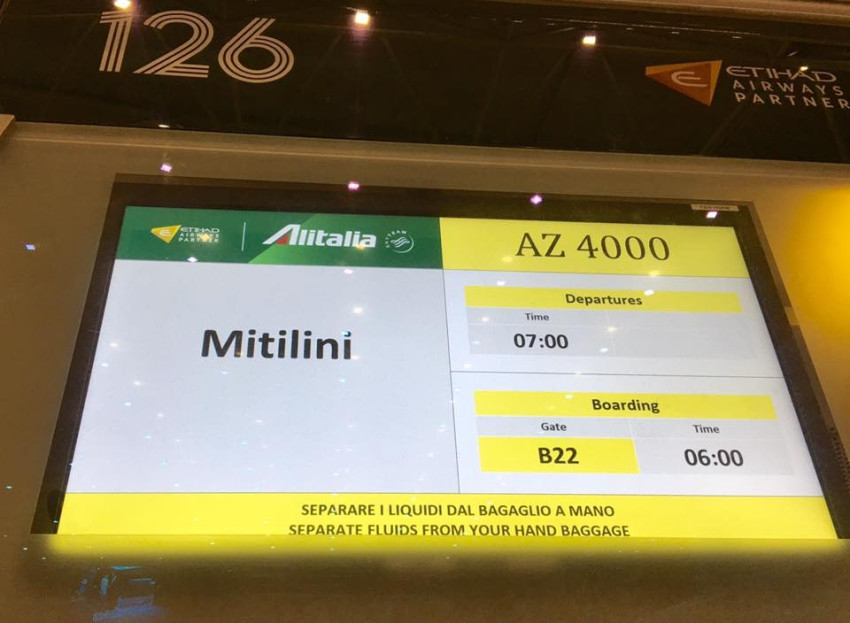 126
ETIHAD
AIRWAYS
PARTNER
ETIHAD
AIRWAYS
PARTNER
Alitalia
SKYTEAM
AZ 4000
Mitilini
Departures
Time
07:00
Boarding
Gate
Time
B22
06:00
SEPARARE I LIQUIDI DAL BAGAGLIO A MANO
SEPARATE FLUIDS FROM YOUR HAND BAGGAGE